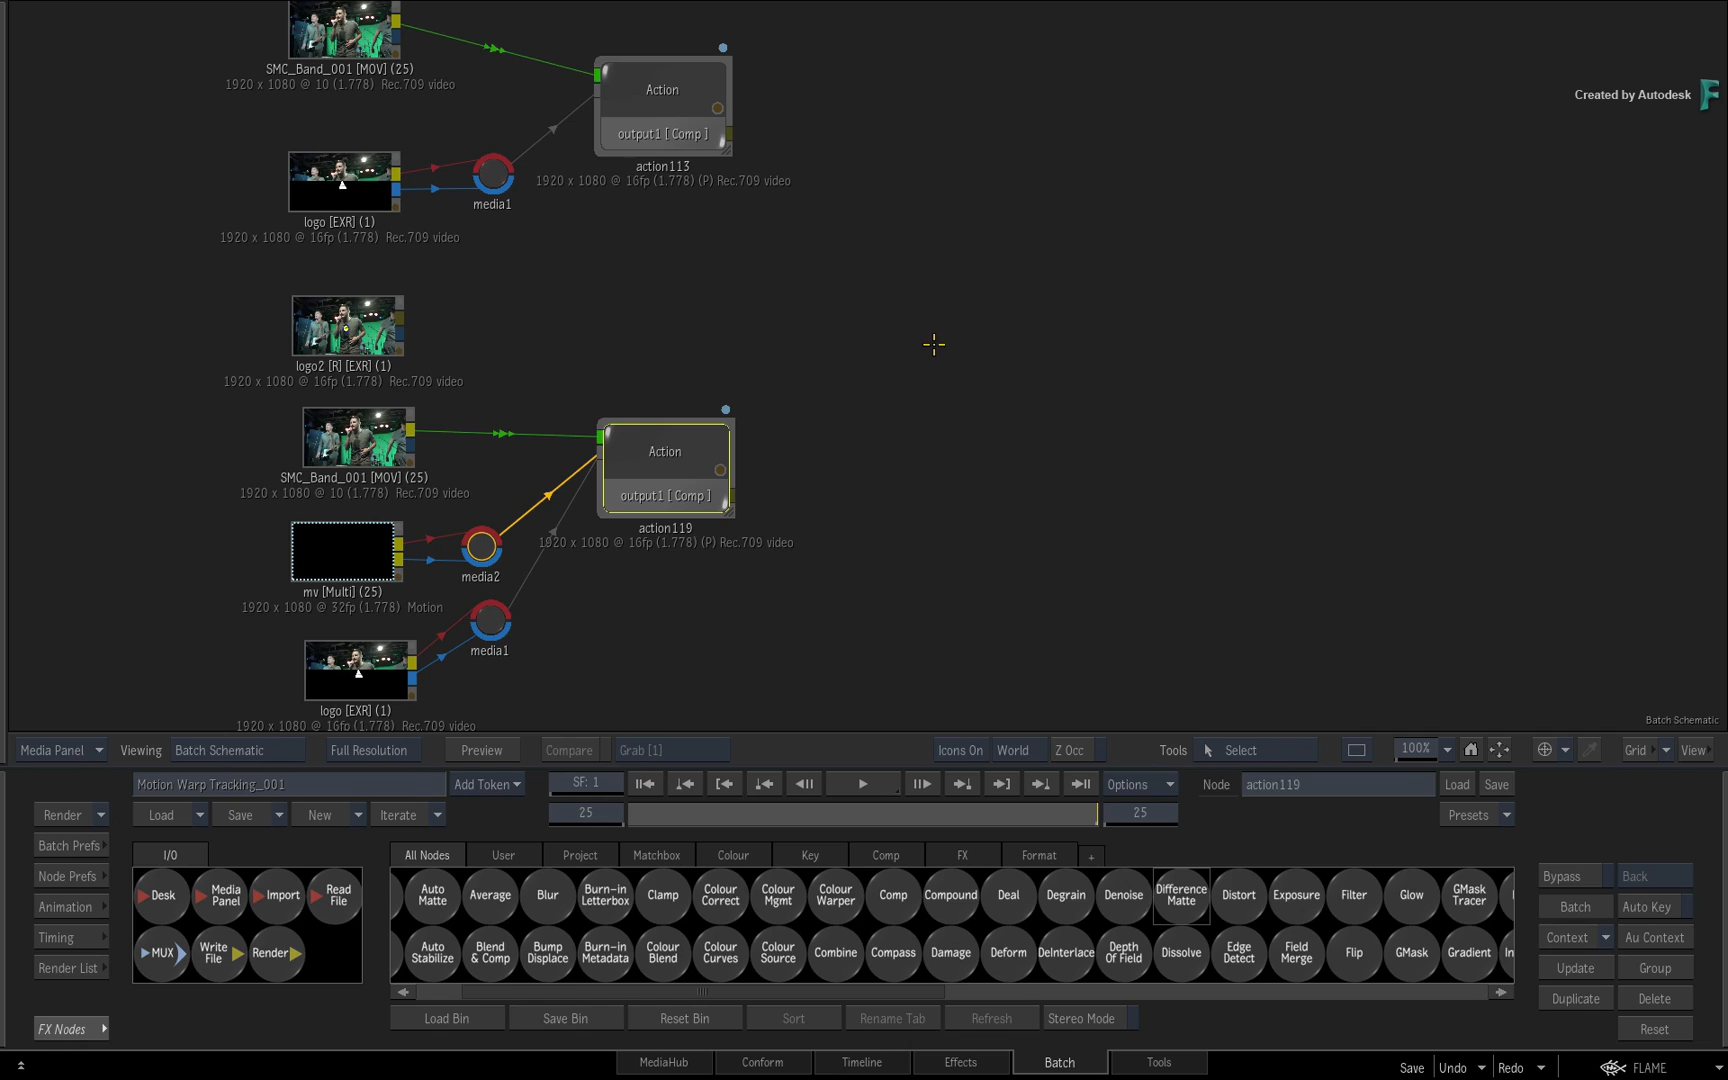 SMC_Band_001 [MOV] (25)
1920 x 1080 @ 10 (1.778) Rec.709 video
Action
output1 [ Comp ]
action113
1920 x 1080 @ 16fp (1.778) (P) Rec.709 video
Created by Autodesk
media1
logo [EXR] (1)
1920 x 1080 @ 16fp (1.778) Rec.709 video
logo2 [R] [EXR] (1)
1920 x 1080 @ 16fp (1.778) Rec.709 video
SMC_Band_001 [MOV] (25)
1920 x 1080 @ 10 (1.778) Rec.709 video
Action
output1 [ Comp ]
action119
1920 x 1080 @ 16fp (1.778) (P) Rec.709 video
media2
mv [Multi] (25)
1920 x 1080 @ 32fp (1.778) Motion
media1
logo [EXR] (1)
1920 x 1080 @ 16fp (1.778) Rec.709 video
Batch Schematic
Media Panel Viewing Batch Schematic Full Resolution Preview Compare Grab [1] Icons On World Z Occ Tools Select 100% Grid View
Motion Warp Tracking_001 Add Token SF: 1 Options Node action119 Load Save
Render Load Save New Iterate 25 25 Presets
Batch Prefs
Node Prefs
Animation
Timing
Render List
FX Nodes
I/O
Desk Media Panel Import Read File
MUX Write File Render
All Nodes User Project Matchbox Colour Key Comp FX Format +
Auto Matte Average Blur Burn-in Letterbox Clamp Colour Correct Colour Mgmt Colour Warper Comp Compound Deal Degrain Denoise Difference Matte Distort Exposure Filter Glow GMask Tracer
Auto Stabilize Blend & Comp Bump Displace Burn-in Metadata Colour Blend Colour Curves Colour Source Combine Compass Damage Deform DeInterlace Depth Of Field Dissolve Edge Detect Field Merge Flip GMask Gradient In
Load Bin Save Bin Reset Bin Sort Rename Tab Refresh Stereo Mode
Bypass Back
Batch Auto Key
Context Au Context
Update Group
Duplicate Delete
Reset
MediaHub Conform Timeline Effects Batch Tools
Save Undo Redo FLAME